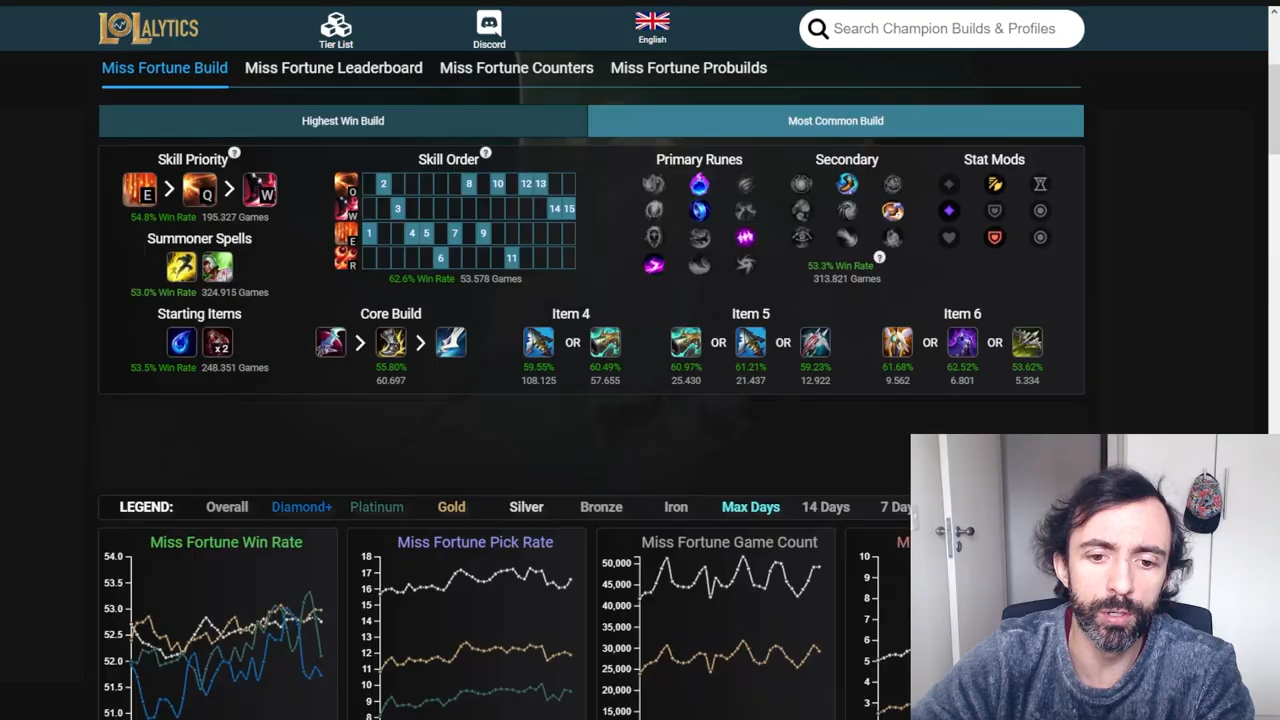 LOLALYTICS
Tier List
Discord
English
Search Champion Builds & Profiles
Miss Fortune Build
Miss Fortune Leaderboard
Miss Fortune Counters
Miss Fortune Probuilds
Highest Win Build
Most Common Build
Skill Priority ?
Skill Order ?
Primary Runes
Secondary
Stat Mods
E > Q > W
54.8% Win Rate 195.327 Games
Q 2 8 10 12 13
W 3 14 15
E 1 4 5 7 9
R 6 11
62.6% Win Rate 53.578 Games
Summoner Spells
53.0% Win Rate 324.915 Games
53.3% Win Rate ?
313.821 Games
Starting Items
x2
53.5% Win Rate 248.351 Games
Core Build
> >
55.80%
60.697
Item 4
OR
59.55% 60.49%
108.125 57.655
Item 5
OR OR
60.97% 61.21% 59.23%
25.430 21.437 12.922
Item 6
OR OR
61.68% 62.52% 53.62%
9.562 6.801 5.334
LEGEND: Overall Diamond+ Platinum Gold Silver Bronze Iron Max Days 14 Days 7 Day
Miss Fortune Win Rate
54.0
53.5
53.0
52.5
52.0
51.5
51.0
Miss Fortune Pick Rate
18
17
16
15
14
13
12
11
10
9
8
Miss Fortune Game Count
50,000
45,000
40,000
35,000
30,000
25,000
20,000
15,000
M
10
9
8
7
6
5
4
3